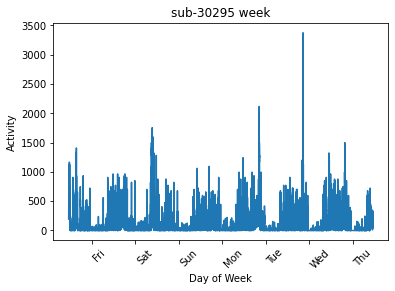 sub-30295 week
3500
3000
2500
2000
1500
1000
500
0
Activity
Fri
Sat
Sun
Mon
Tue
Wed
Thu
Day of Week